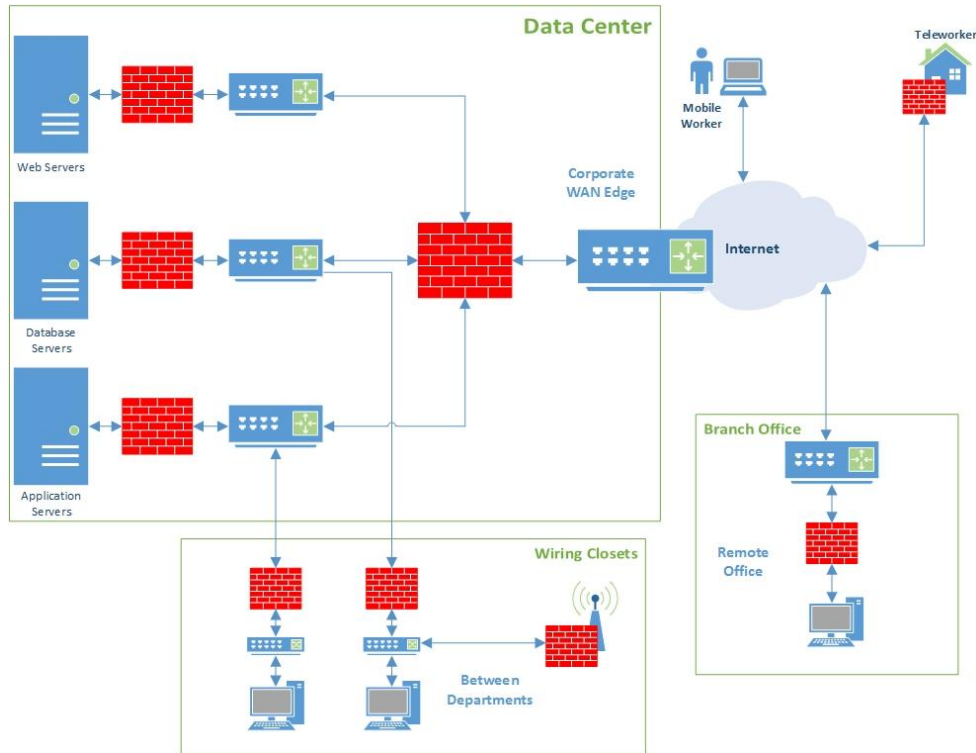 Data Center
Teleworker
Mobile
Worker
Web Servers
Corporate
WAN Edge
Internet
Database
Servers
Branch Office
Application
Servers
Wiring Closets
Remote
Office
Between
Departments